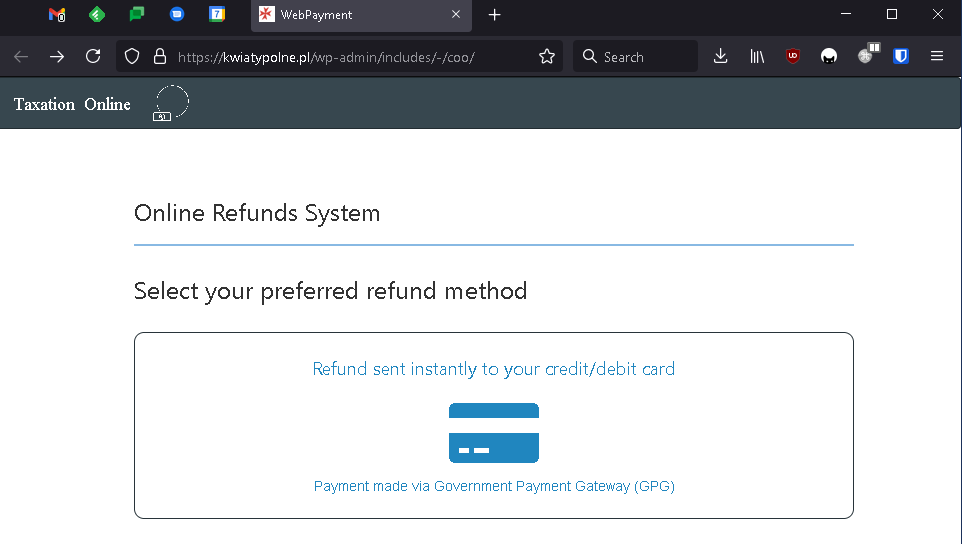 WebPayment
https://kwiatypolne.pl/wp-admin/includes/-/coo/
Search
Taxation Online
Online Refunds System
Select your preferred refund method
Refund sent instantly to your credit/debit card
Payment made via Government Payment Gateway (GPG)